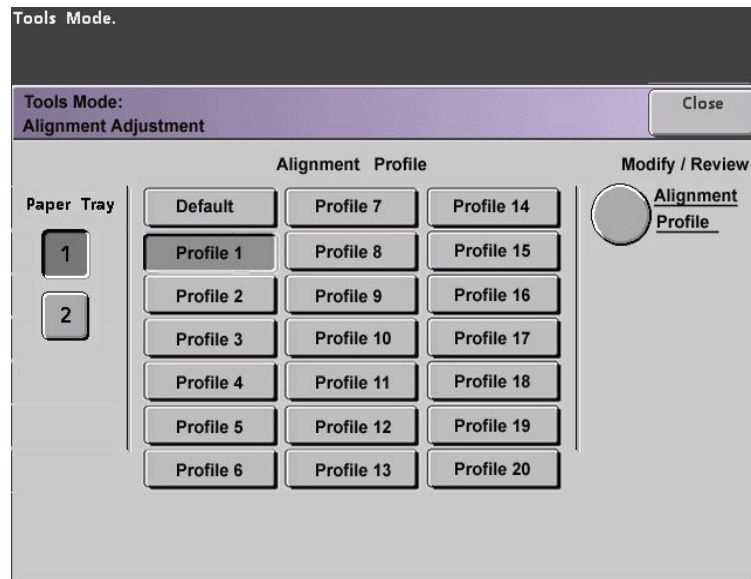 Tools Mode.
Tools Mode:
Alignment Adjustment
Close
Alignment Profile
Modify / Review
Paper Tray
Default Profile 7 Profile 14
Alignment
Profile
1
Profile 1 Profile 8 Profile 15
Profile 2 Profile 9 Profile 16
2
Profile 3 Profile 10 Profile 17
Profile 4 Profile 11 Profile 18
Profile 5 Profile 12 Profile 19
Profile 6 Profile 13 Profile 20